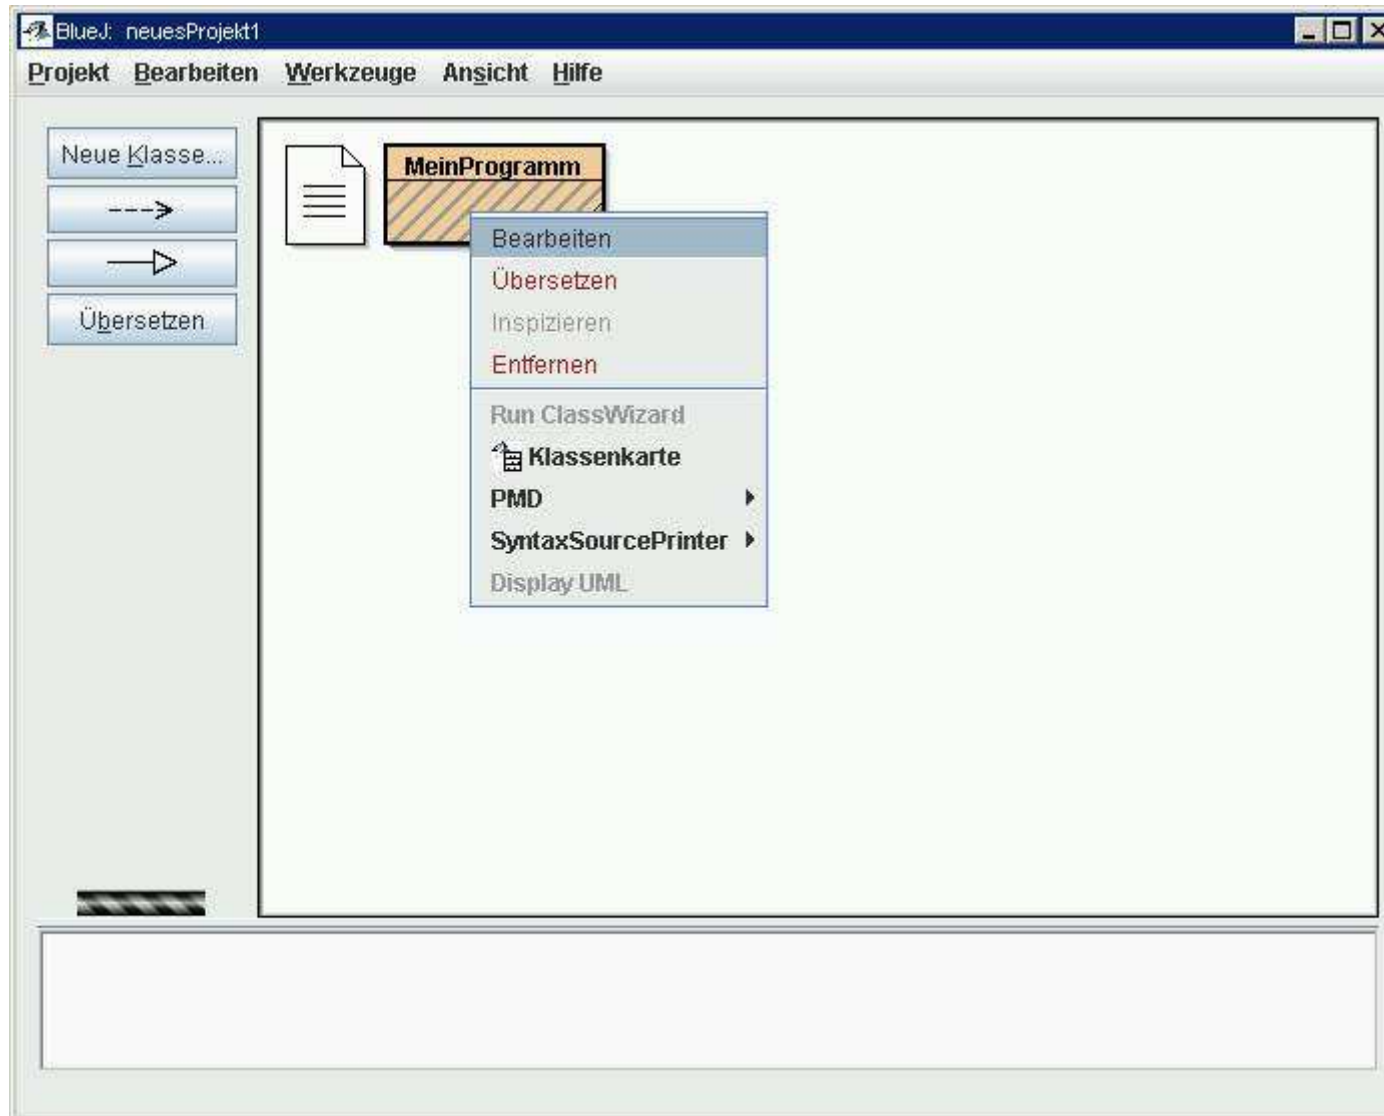 BlueJ: neuesProjekt1
Projekt Bearbeiten Werkzeuge Ansicht Hilfe
Neue Klasse...
Übersetzen
MeinProgramm
Bearbeiten
Übersetzen
Inspizieren
Entfernen
Run ClassWizard
Klassenkarte
PMD
SyntaxSourcePrinter
Display UML